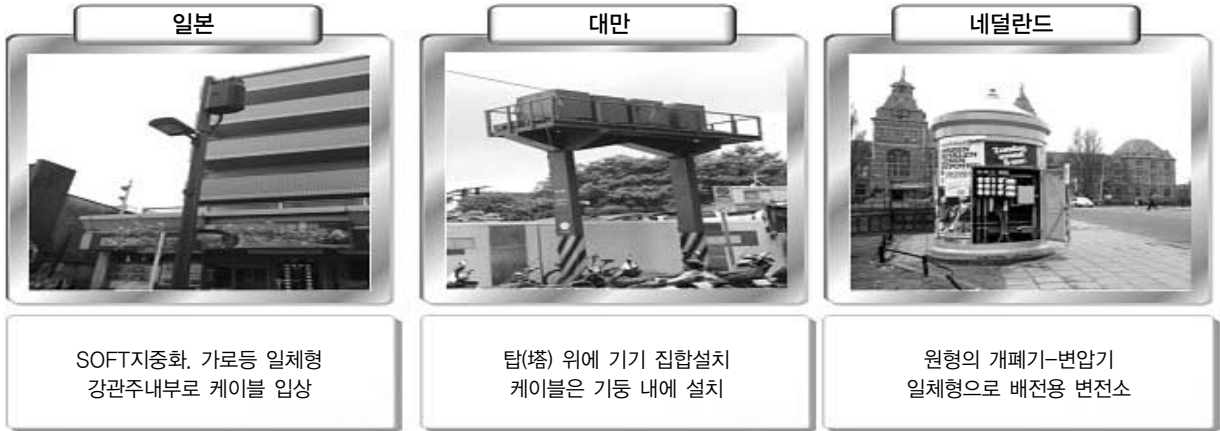 일본
대만
네덜란드
SOFT지중화, 가로등 일체형
강관주내부로 케이블 입상
탑(塔) 위에 기기 집합설치
케이블은 기둥 내에 설치
원형의 개폐기-변압기
일체형으로 배전용 변전소